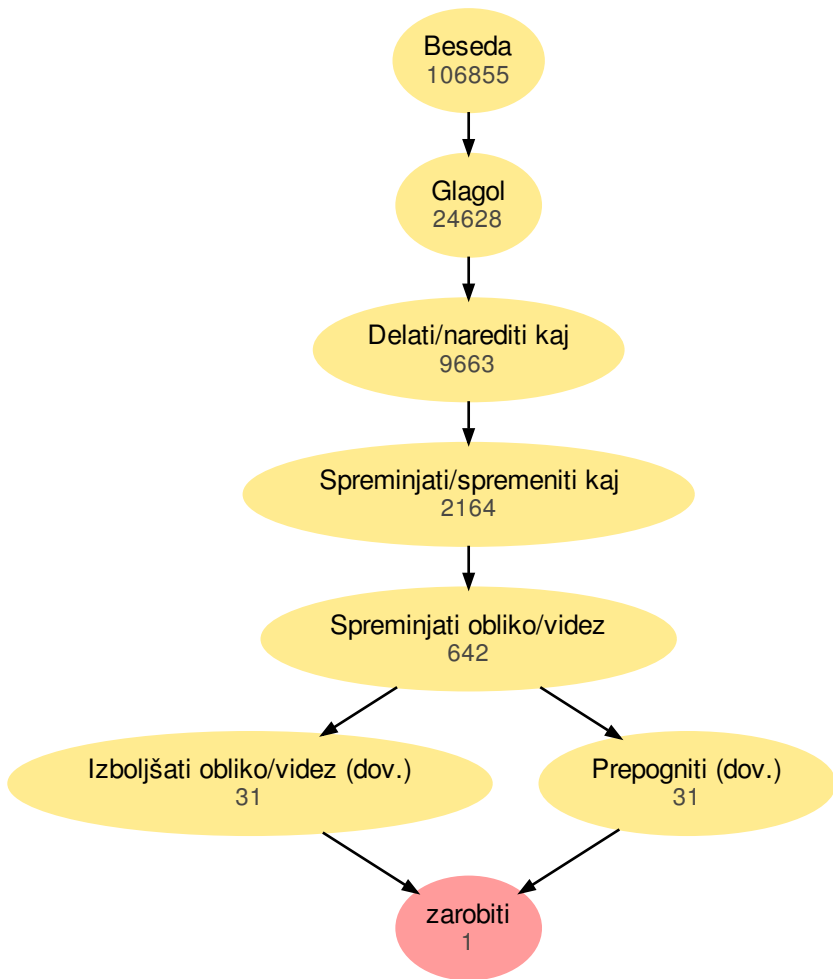 Beseda
106855
Glagol
24628
Delati/narediti kaj
9663
Spreminjati/spremeniti kaj
2164
Spreminjati obliko/videz
642
Izboljšati obliko/videz (dov.)
31
Prepogniti (dov.)
31
zarobiti
1